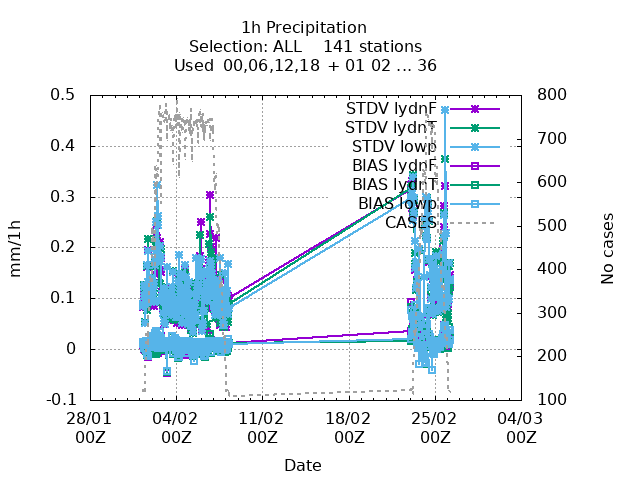 1h Precipitation
Selection: ALL    141 stations
Used  00,06,12,18 + 01 02 ... 36
0.5
0.4
0.3
0.2
0.1
0
-0.1
mm/1h
800
700
600
500
400
300
200
100
No cases
STDV lydnF
STDV lydnT
STDV lowp
BIAS lydnF
BIAS lydnT
BIAS lowp
CASES
28/01 04/02 11/02 18/02 25/02 04/03
00Z 00Z 00Z 00Z 00Z 00Z
Date